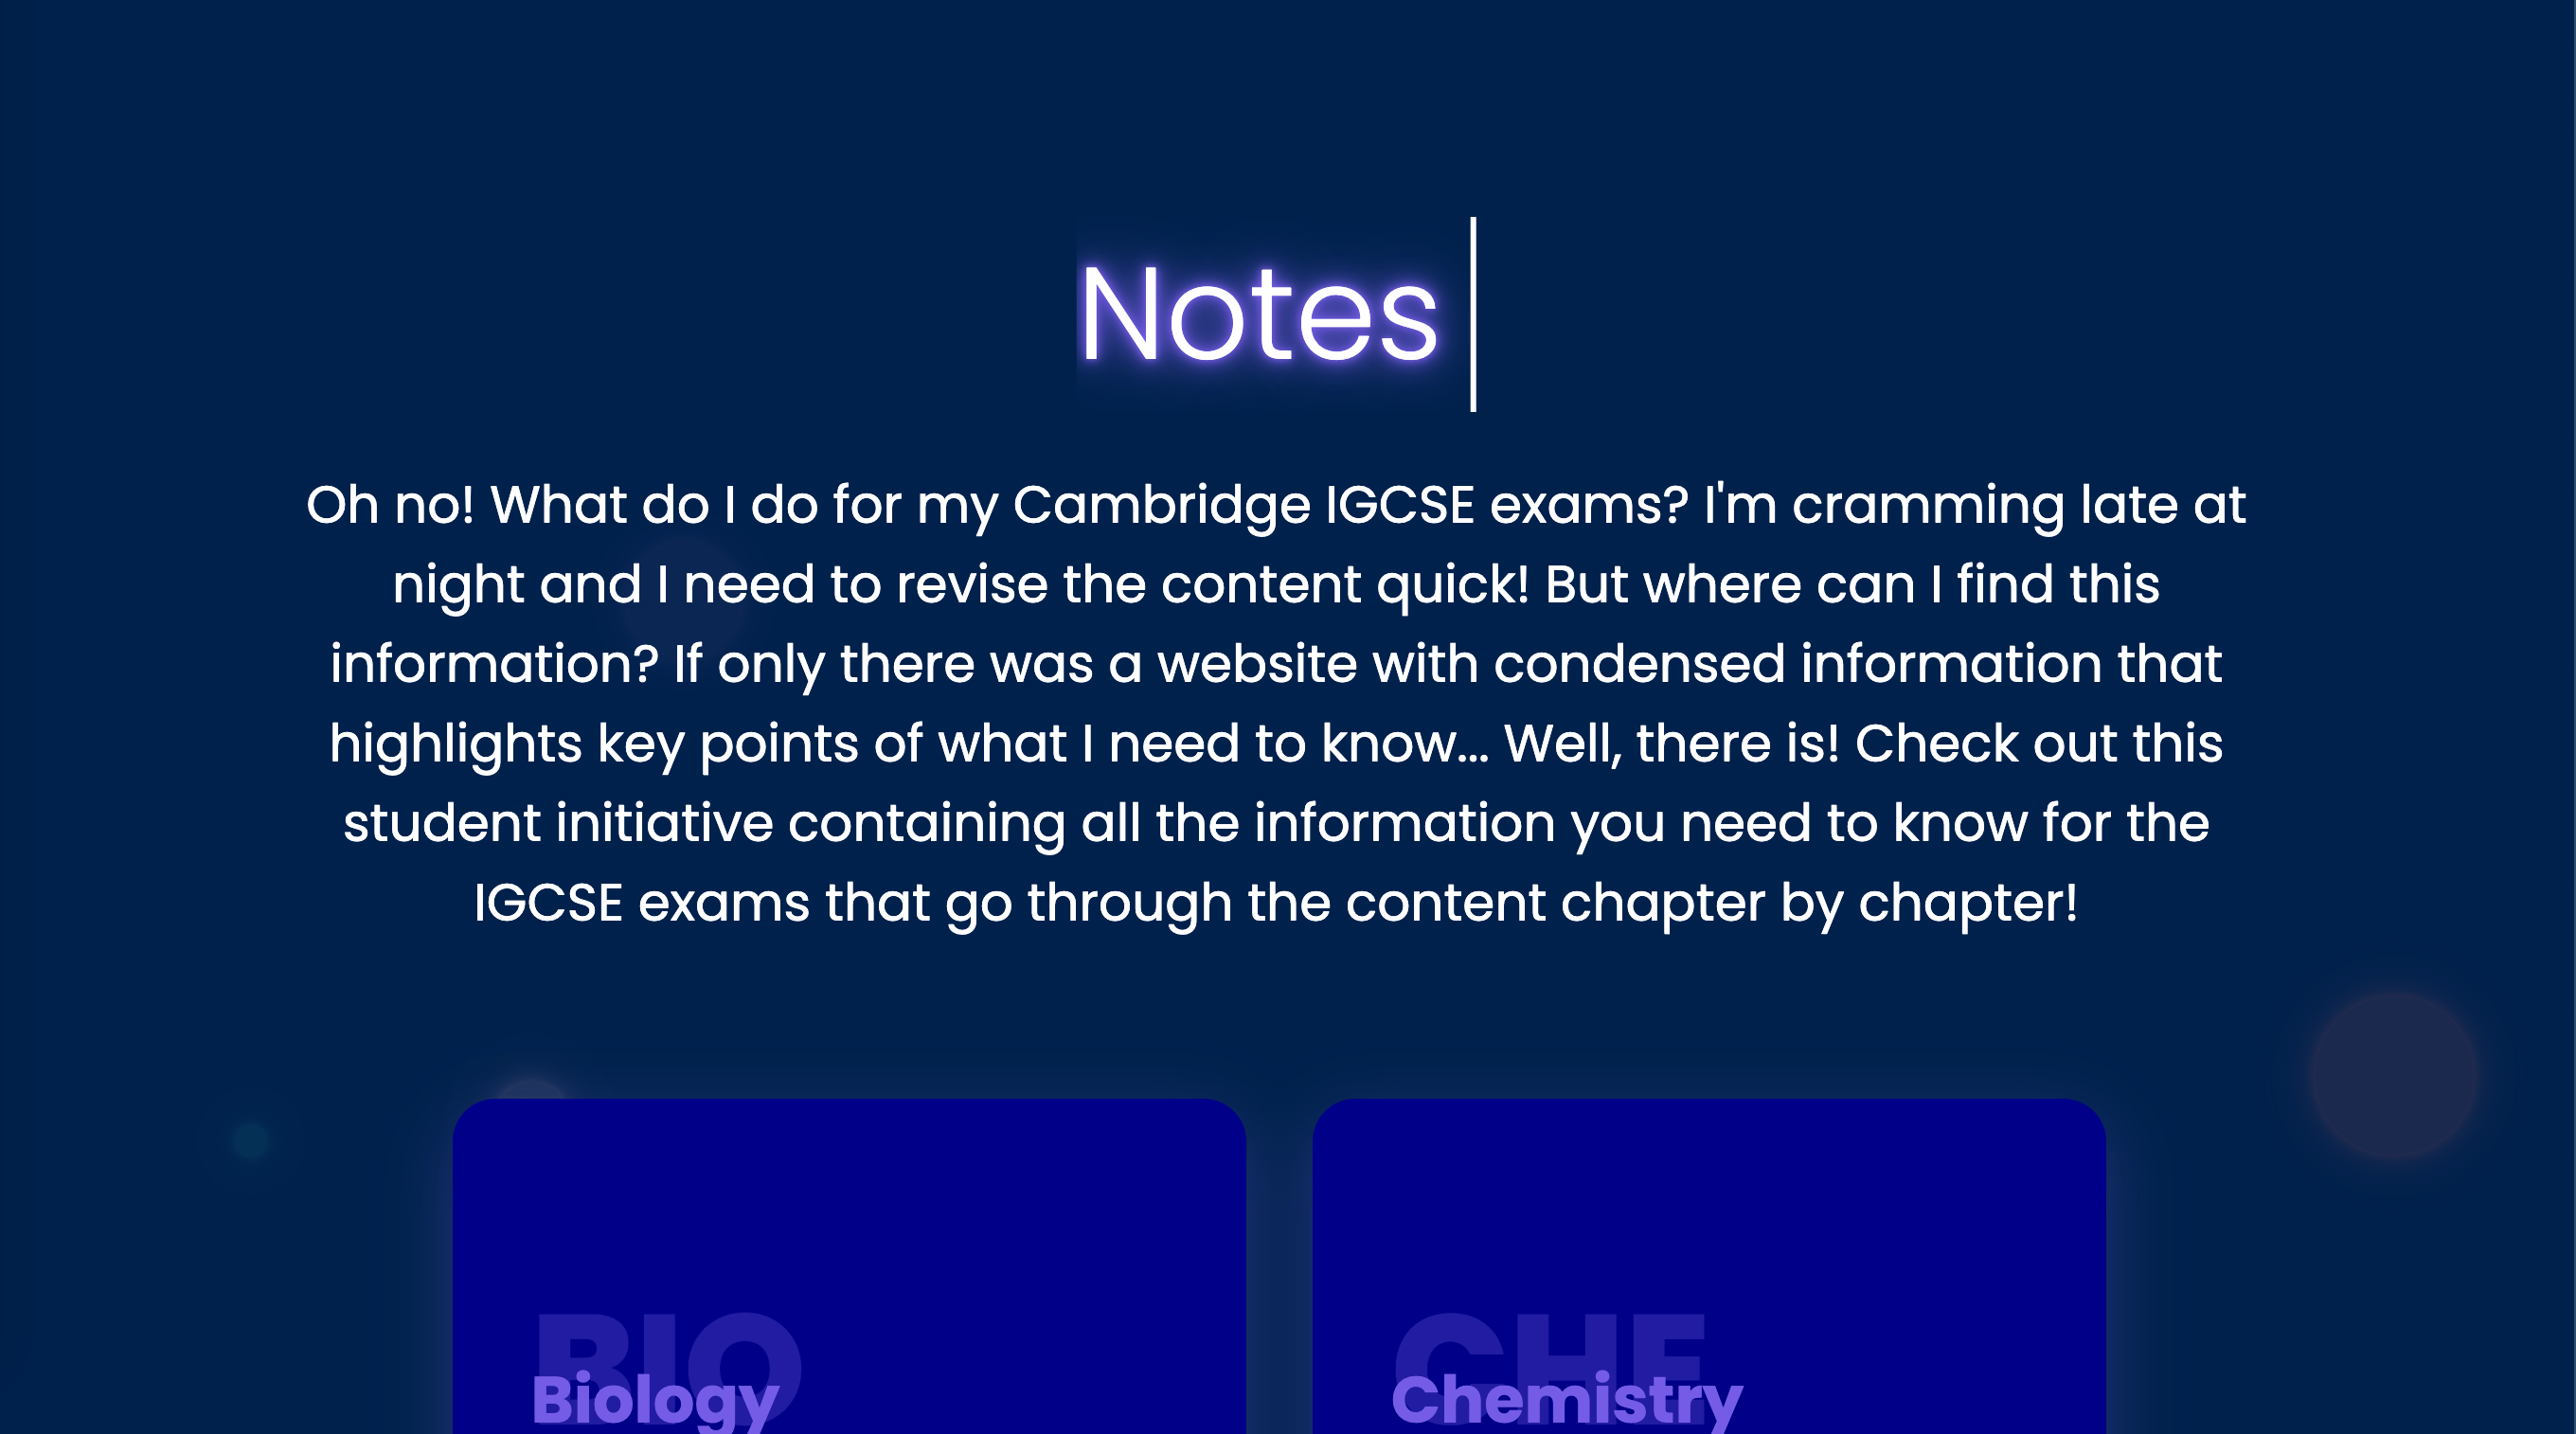 Notes
Oh no! What do I do for my Cambridge IGCSE exams? I'm cramming late at
night and I need to revise the content quick! But where can I find this
information? If only there was a website with condensed information that
highlights key points of what I need to know... Well, there is! Check out this
student initiative containing all the information you need to know for the
IGCSE exams that go through the content chapter by chapter!
BIO
Biology
CHE
Chemistry